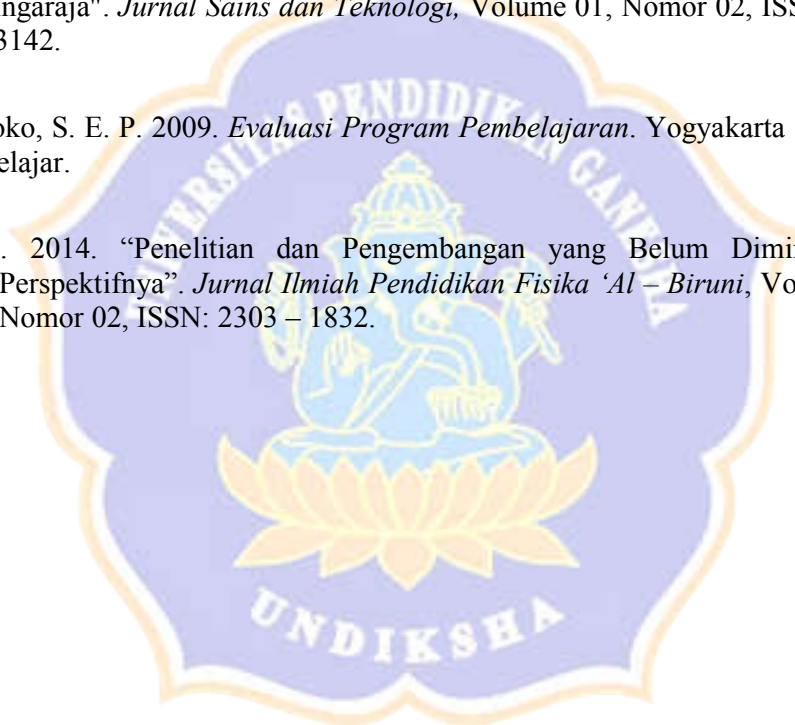 ngaraja". Jurnal Sains dan Teknologi, Volume 01, Nomor 02, ISS
3142.
oko, S. E. P. 2009. Evaluasi Program Pembelajaran. Yogyakarta
elajar.
. 2014. “Penelitian dan Pengembangan yang Belum Dimi
Perspektifnya”. Jurnal Ilmiah Pendidikan Fisika ‘Al – Biruni, Vo
Nomor 02, ISSN: 2303 – 1832.
UNIVERSITAS PENDIDIKAN GANESHA
UNDIKSHA